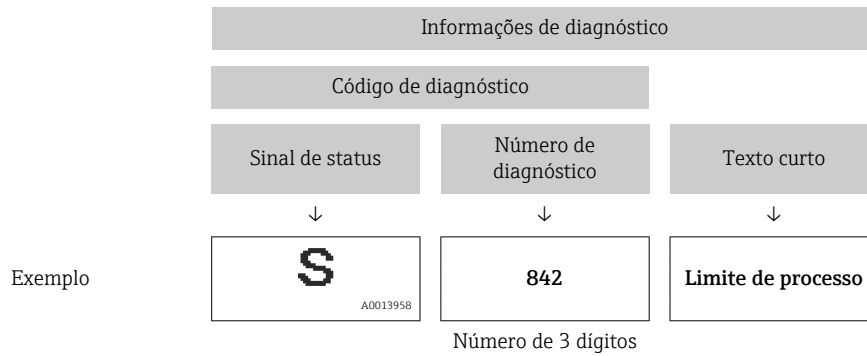 Informações de diagnóstico
Código de diagnóstico
Sinal de status
Número de
diagnóstico
Texto curto
↓ ↓ ↓
Exemplo
S
A0013958
842
Limite de processo
Número de 3 dígitos